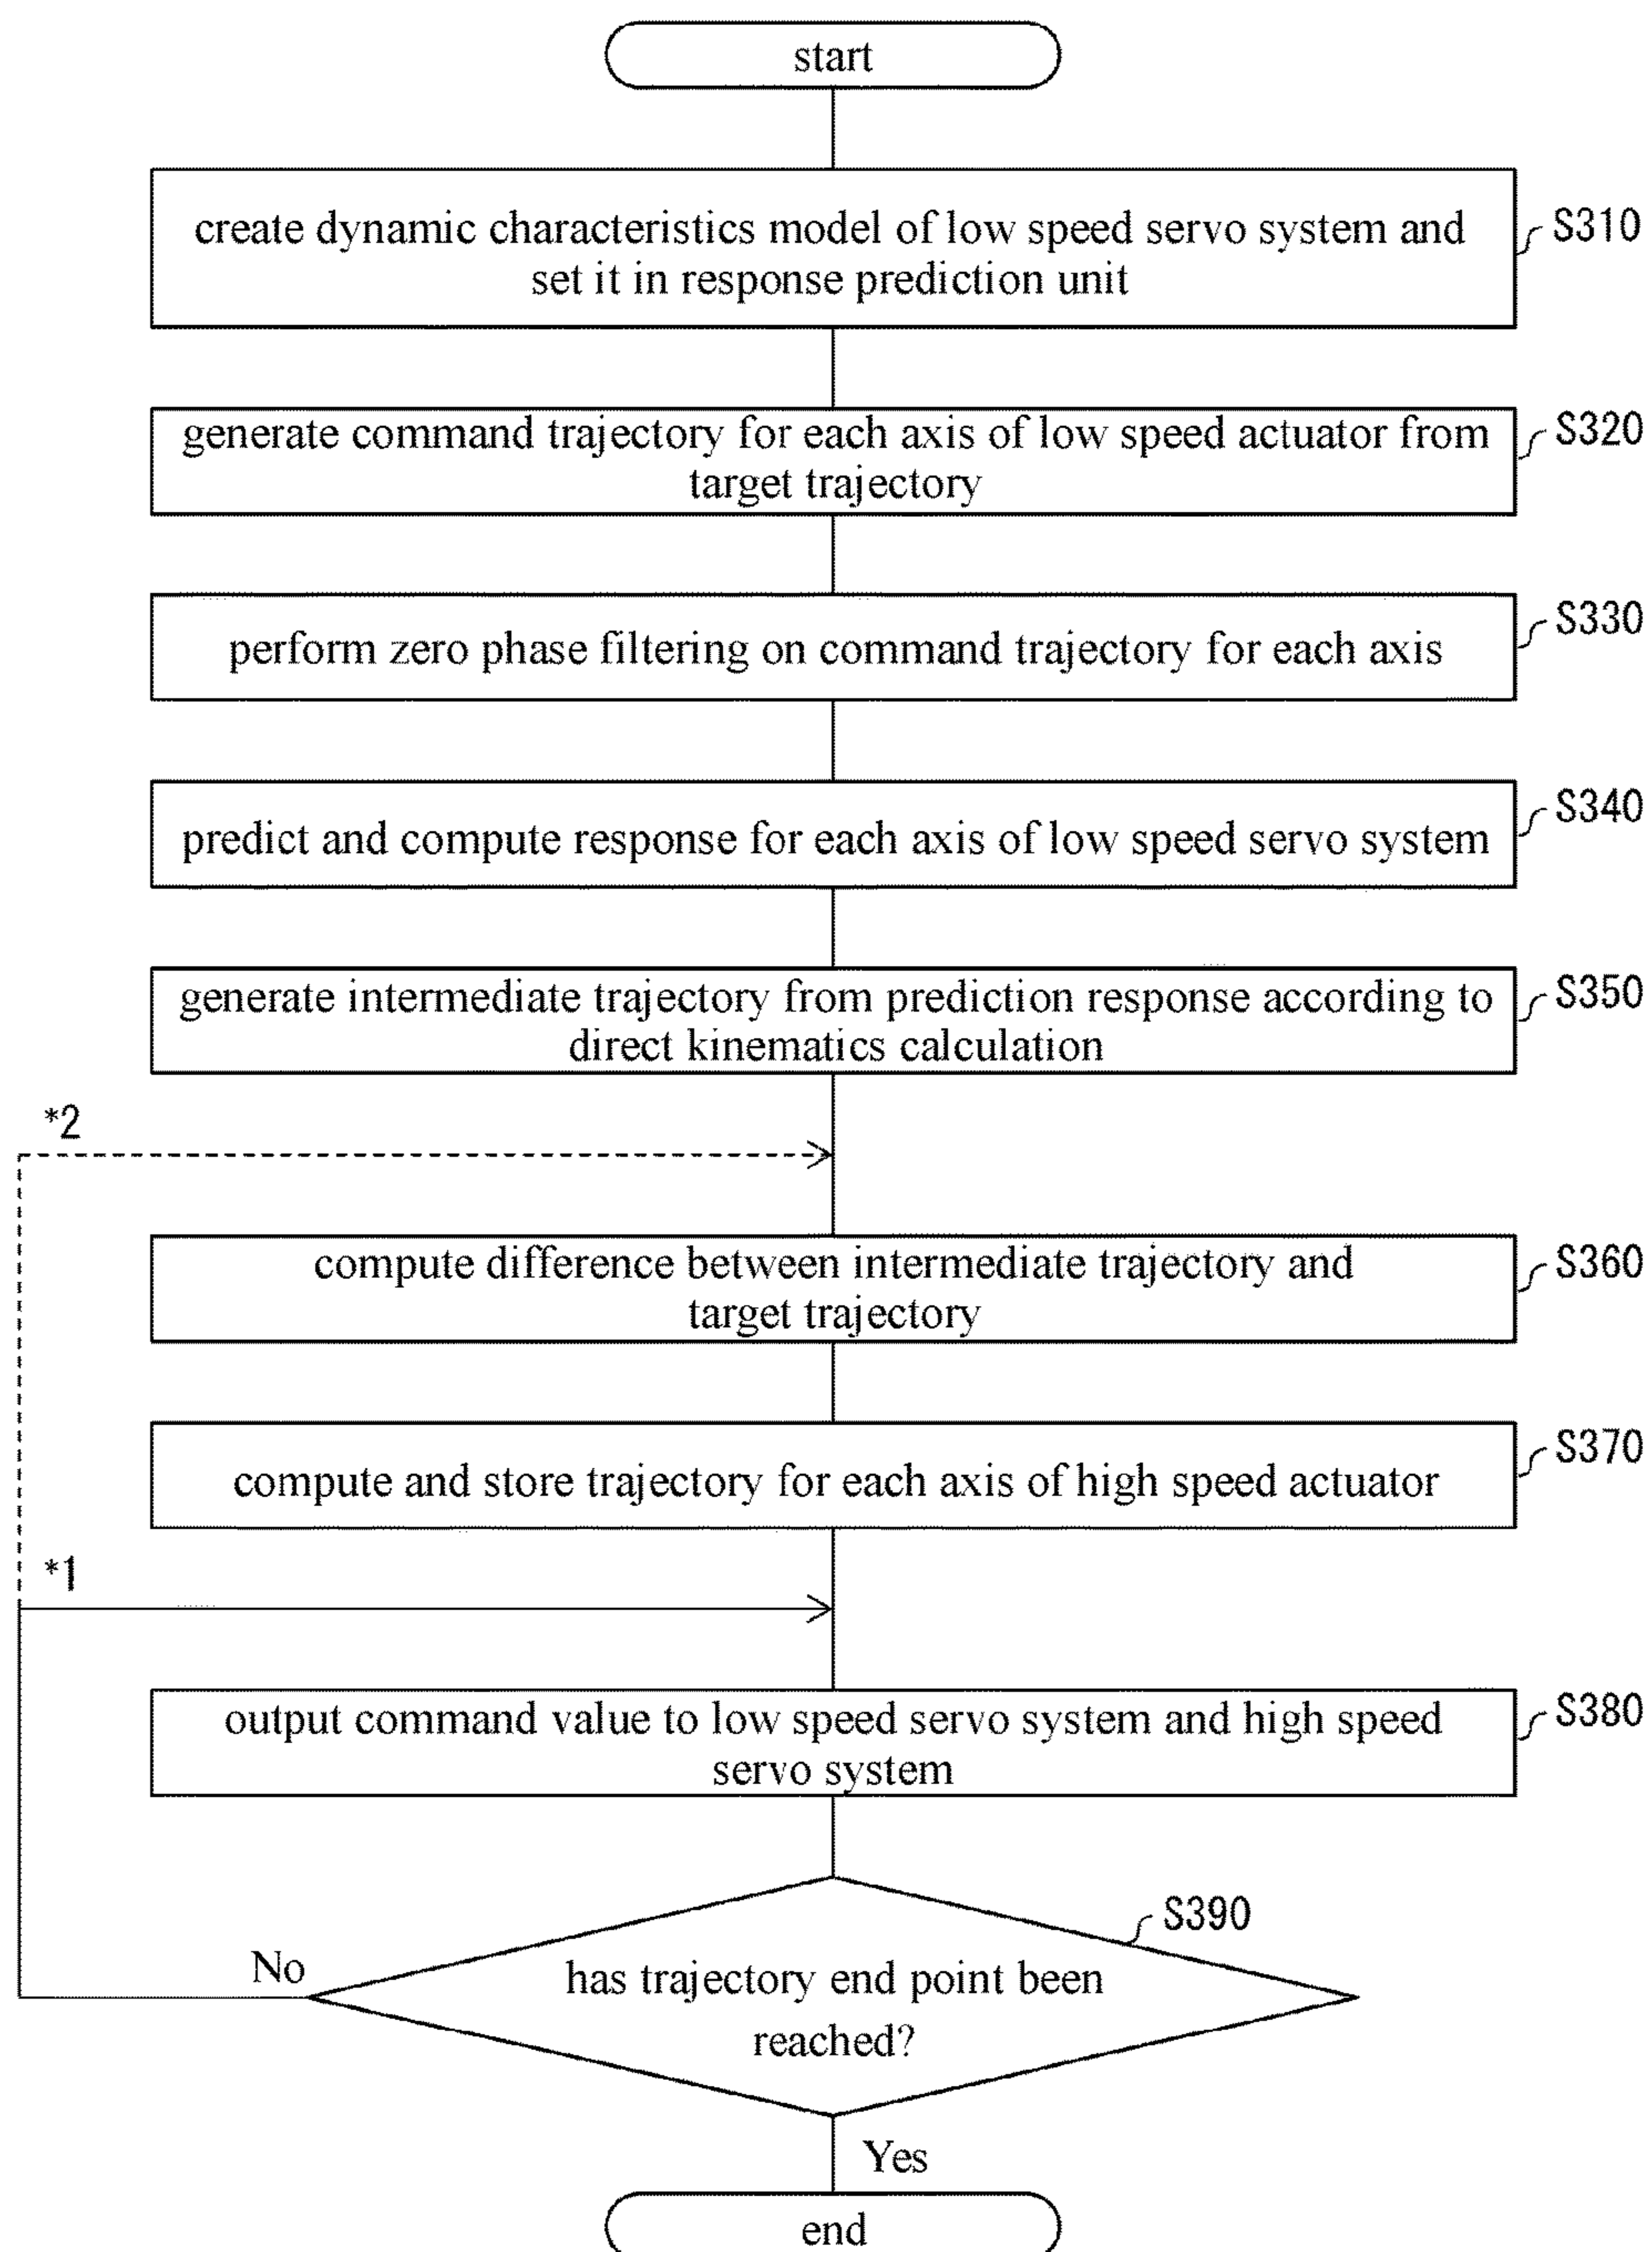 start
create dynamic characteristics model of low speed servo system and
set it in response prediction unit
S310
generate command trajectory for each axis of low speed actuator from
target trajectory
S320
perform zero phase filtering on command trajectory for each axis
S330
predict and compute response for each axis of low speed servo system
S340
generate intermediate trajectory from prediction response according to
direct kinematics calculation
S350
*2
compute difference between intermediate trajectory and
target trajectory
S360
compute and store trajectory for each axis of high speed actuator
S370
*1
output command value to low speed servo system and high speed
servo system
S380
S390
No
has trajectory end point been
reached?
Yes
end